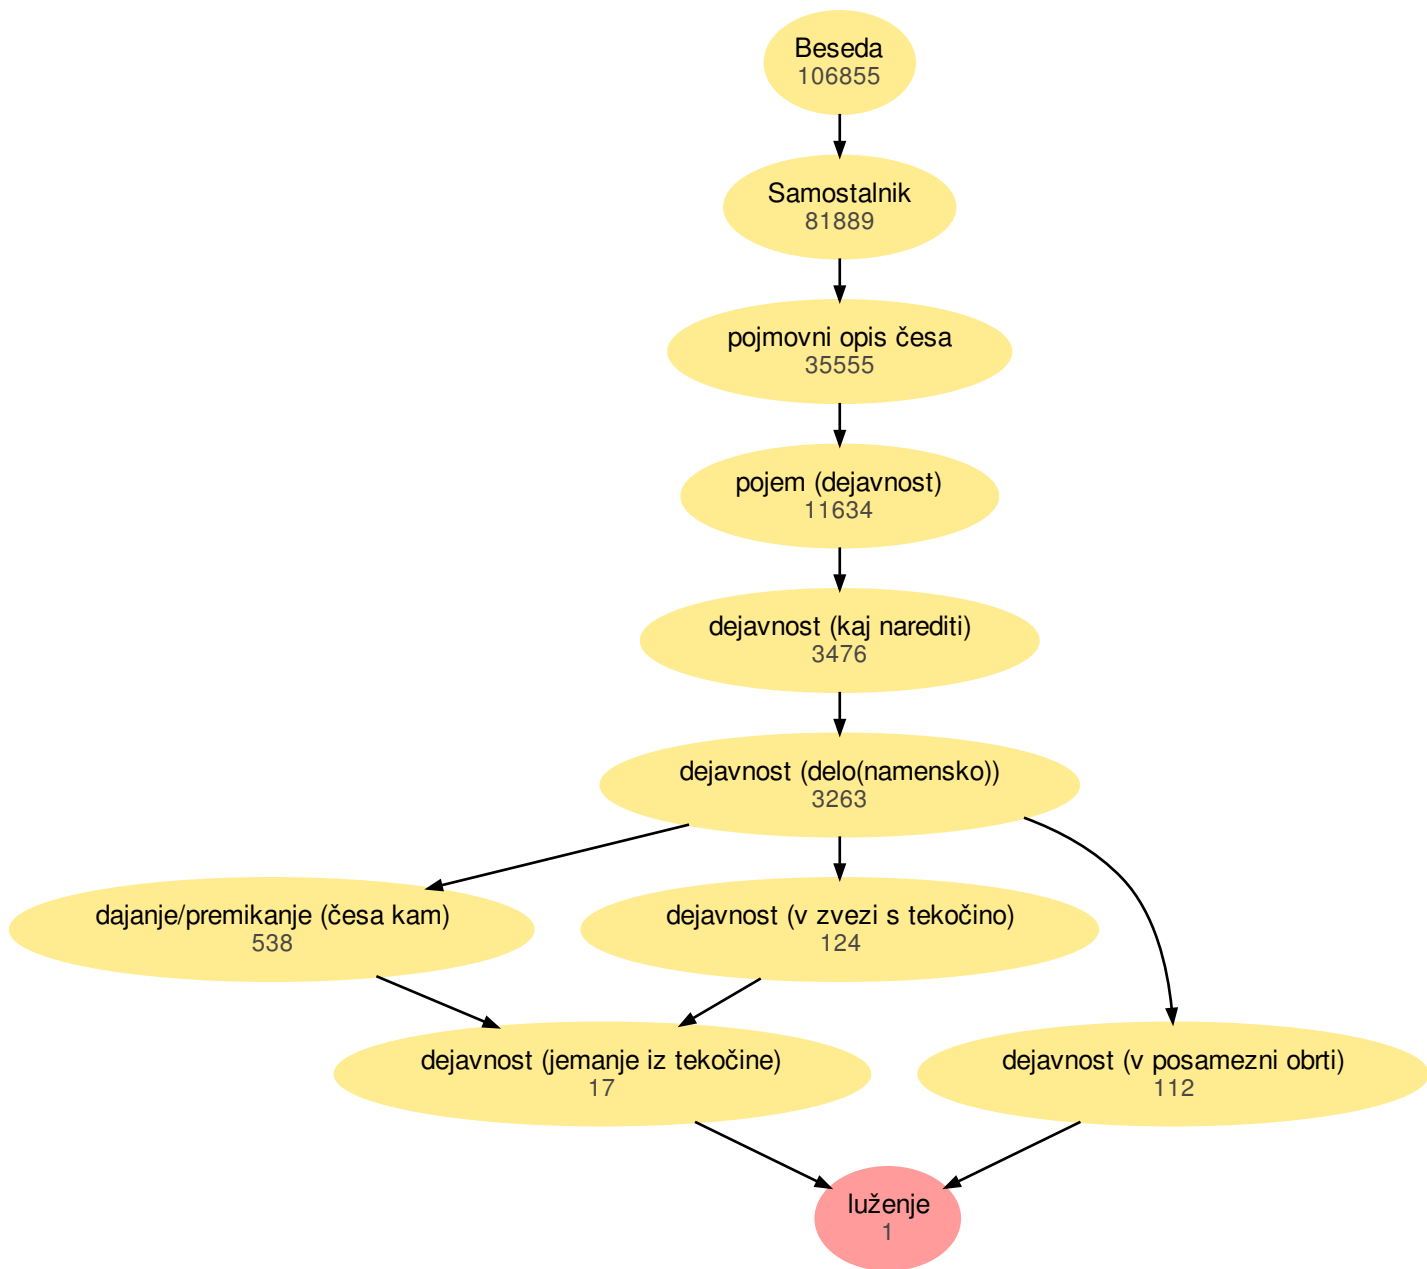 Beseda
106855
Samostalnik
81889
pojmovni opis česa
35555
pojem (dejavnost)
11634
dejavnost (kaj narediti)
3476
dejavnost (delo(namensko))
3263
dajanje/premikanje (česa kam)
538
dejavnost (v zvezi s tekočino)
124
dejavnost (jemanje iz tekočine)
17
dejavnost (v posamezni obrti)
112
luženje
1